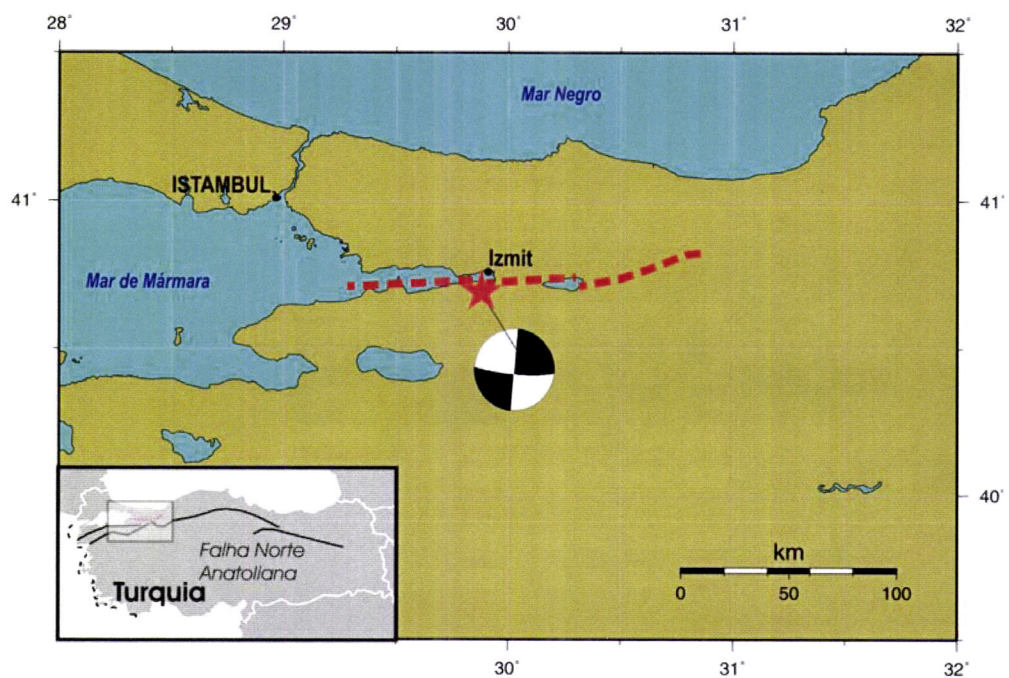 28°
29°
30°
31°
32°
Mar Negro
ISTAMBUL
41°
41°
Izmit
Mar de Mármara
40°
Falha Norte
Anatoliana
Turquia
km
0 50 100
30°
31°
32°